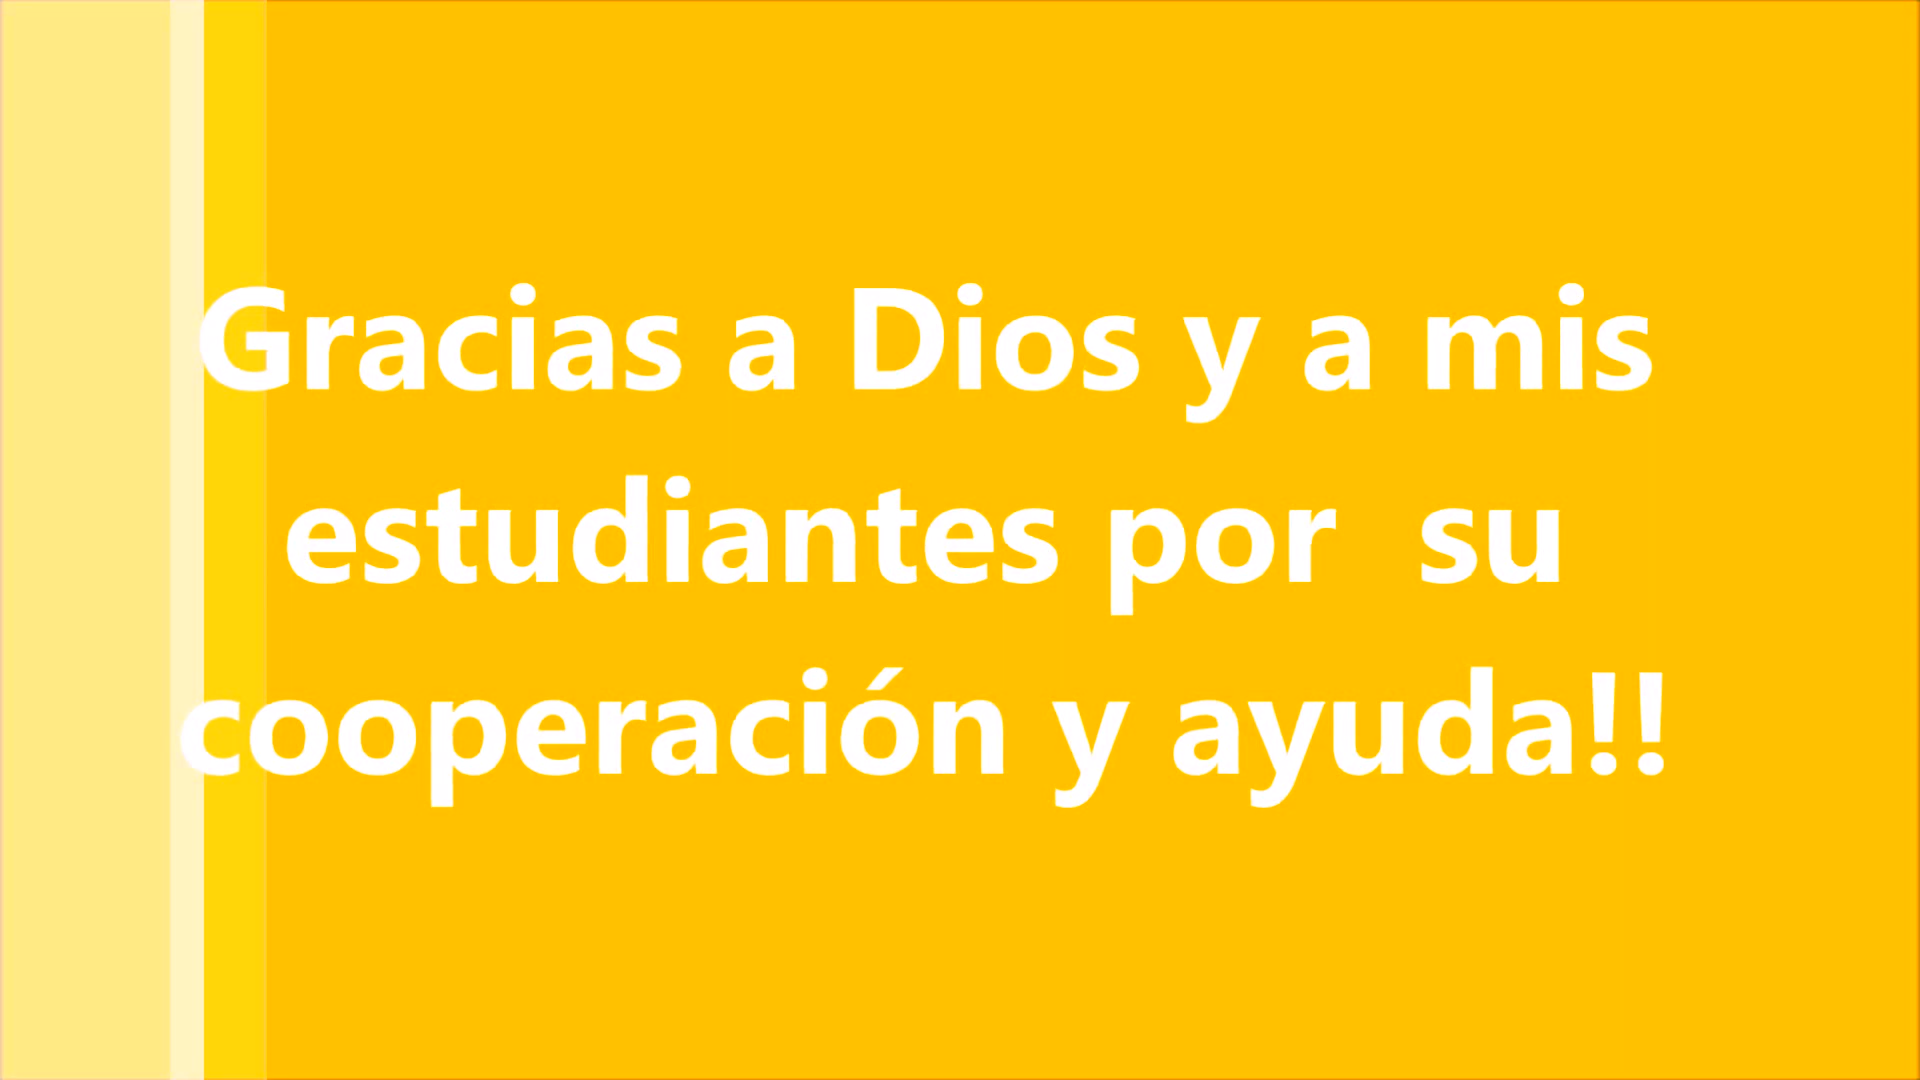 Gracias a Dios y a mis
estudiantes por  su
cooperación y ayuda!!